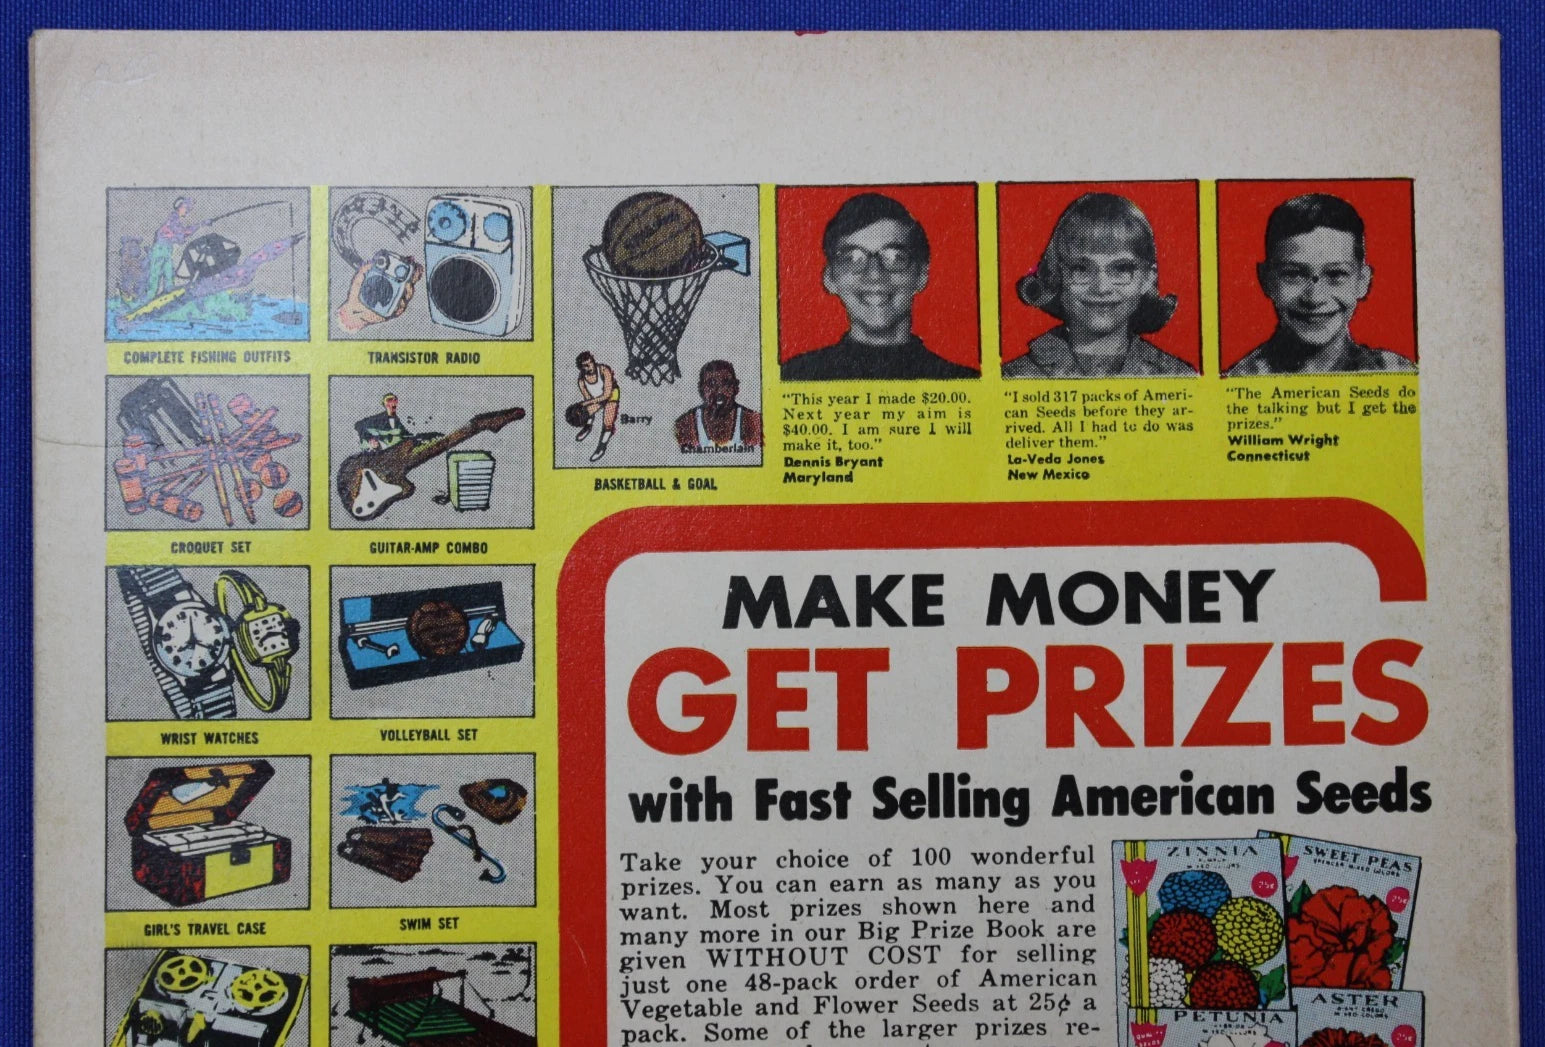 COMPLETE FISHING OUTFITS
TRANSISTOR RADIO
Barry
Chamberlain
BASKETBALL & GOAL
"This year I made $20.00.
Next year my aim is
$40.00. I am sure I will
make it, too."
Dennis Bryant
Maryland
"I sold 317 packs of Ameri-
can Seeds before they ar-
rived. All I had to do was
deliver them."
La-Veda Jones
New Mexico
"The American Seeds do
the talking but I get the
prizes."
William Wright
Connecticut
CROQUET SET
GUITAR-AMP COMBO
WRIST WATCHES
VOLLEYBALL SET
GIRL'S TRAVEL CASE
SWIM SET
MAKE MONEY
GET PRIZES
with Fast Selling American Seeds
Take your choice of 100 wonderful
prizes. You can earn as many as you
want. Most prizes shown here and
many more in our Big Prize Book are
given WITHOUT COST for selling
just one 48-pack order of American
Vegetable and Flower Seeds at 25¢ a
pack. Some of the larger prizes re-
ZINNIA
25¢
SWEET PEAS
25¢
ASTER
PETUNIA